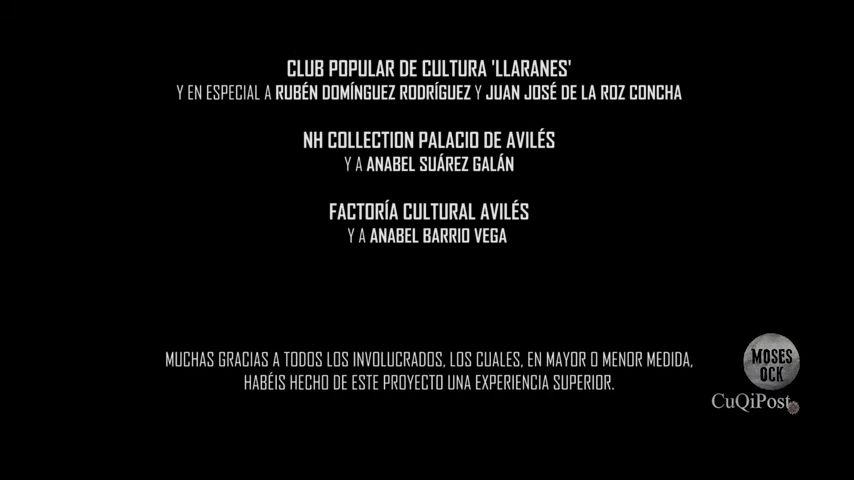 CLUB POPULAR DE CULTURA 'LLARANES'
Y EN ESPECIAL A RUBÉN DOMÍNGUEZ RODRÍGUEZ Y JUAN JOSÉ DE LA ROZ CONCHA
NH COLLECTION PALACIO DE AVILÉS
Y A ANABEL SUÁREZ GALÁN
FACTORÍA CULTURAL AVILÉS
Y A ANABEL BARRIO VEGA
MUCHAS GRACIAS A TODOS LOS INVOLUCRADOS, LOS CUALES, EN MAYOR O MENOR MEDIDA,
HABÉIS HECHO DE ESTE PROYECTO UNA EXPERIENCIA SUPERIOR.
MOSES
OCK
CuQiPost